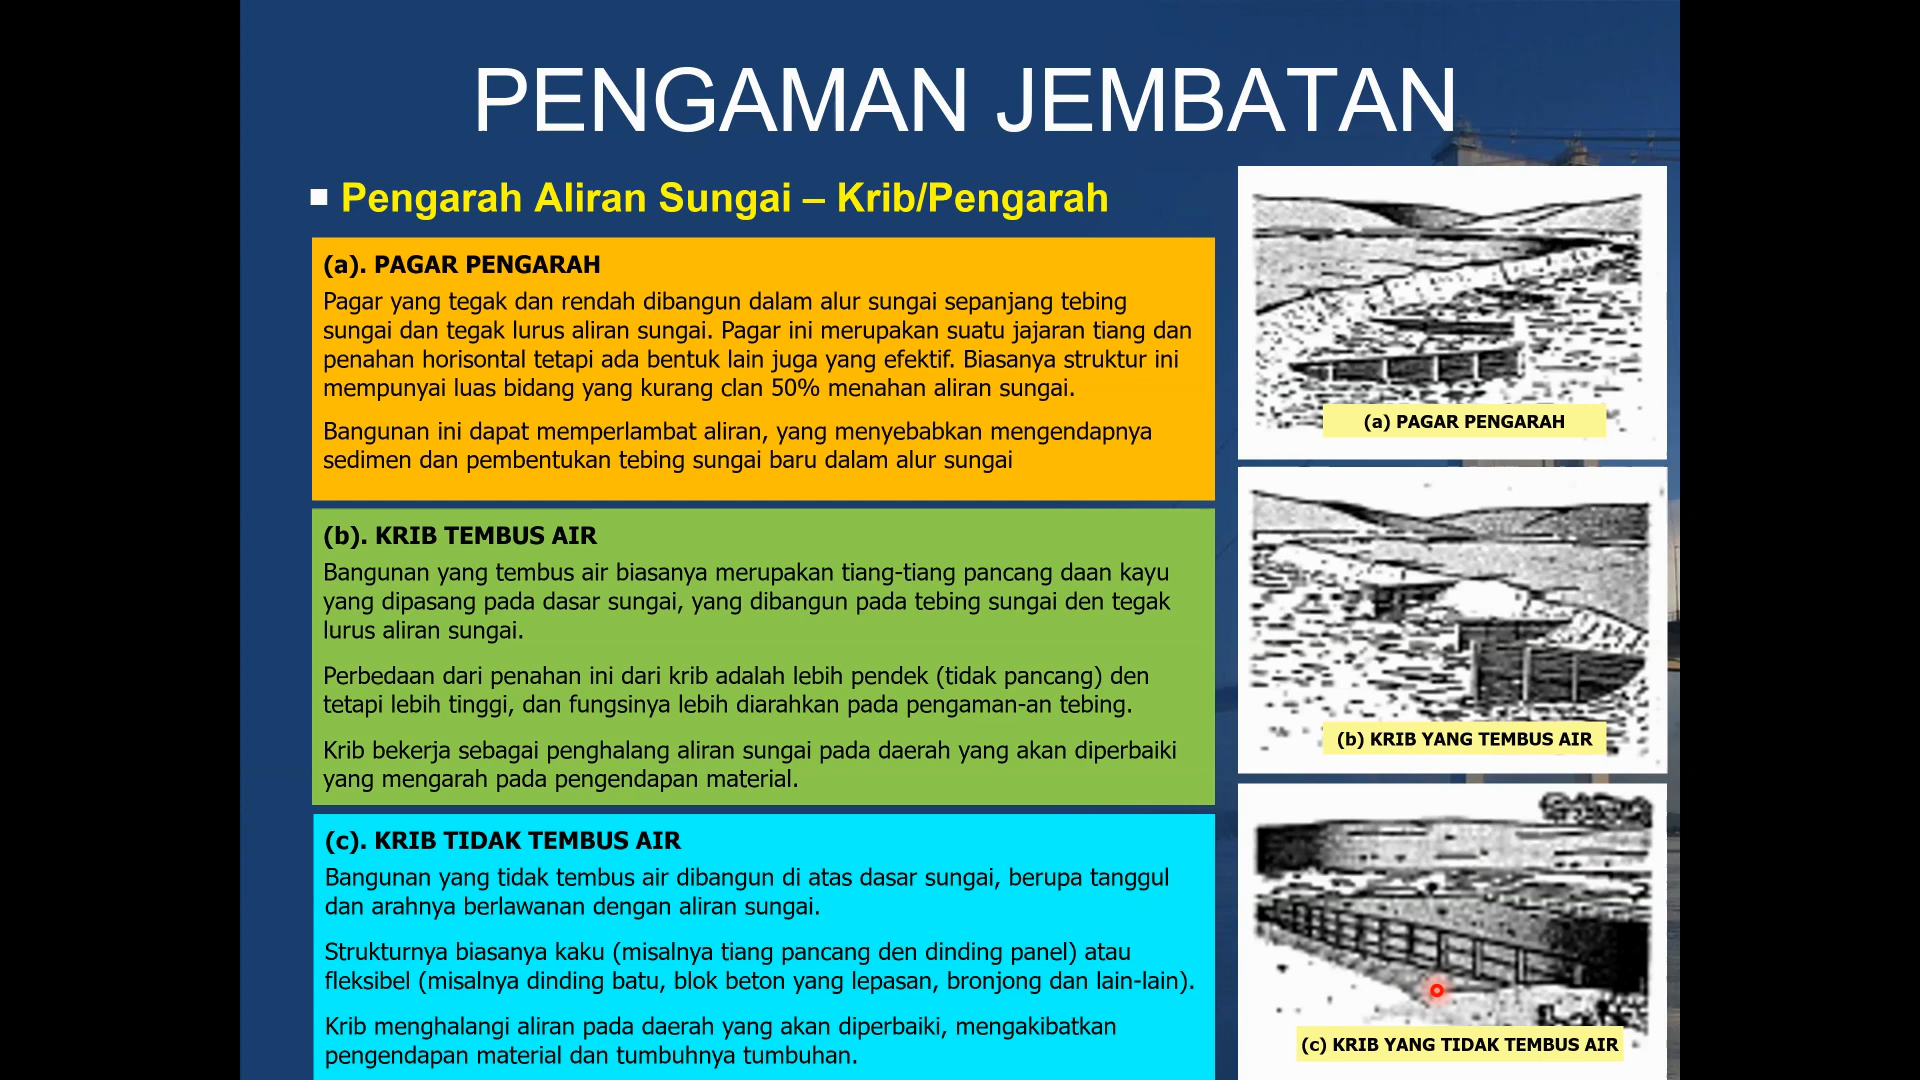 PENGAMAN JEMBATAN
Pengarah Aliran Sungai – Krib/Pengarah
(a). PAGAR PENGARAH
Pagar yang tegak dan rendah dibangun dalam alur sungai sepanjang tebing
sungai dan tegak lurus aliran sungai. Pagar ini merupakan suatu jajaran tiang dan
penahan horisontal tetapi ada bentuk lain juga yang efektif. Biasanya struktur ini
mempunyai luas bidang yang kurang clan 50% menahan aliran sungai.
Bangunan ini dapat memperlambat aliran, yang menyebabkan mengendapnya
sedimen dan pembentukan tebing sungai baru dalam alur sungai
(b). KRIB TEMBUS AIR
Bangunan yang tembus air biasanya merupakan tiang-tiang pancang daan kayu
yang dipasang pada dasar sungai, yang dibangun pada tebing sungai den tegak
lurus aliran sungai.
Perbedaan dari penahan ini dari krib adalah lebih pendek (tidak pancang) den
tetapi lebih tinggi, dan fungsinya lebih diarahkan pada pengaman-an tebing.
Krib bekerja sebagai penghalang aliran sungai pada daerah yang akan diperbaiki
yang mengarah pada pengendapan material.
(c). KRIB TIDAK TEMBUS AIR
Bangunan yang tidak tembus air dibangun di atas dasar sungai, berupa tanggul
dan arahnya berlawanan dengan aliran sungai.
Strukturnya biasanya kaku (misalnya tiang pancang den dinding panel) atau
fleksibel (misalnya dinding batu, blok beton yang lepasan, bronjong dan lain-lain).
Krib menghalangi aliran pada daerah yang akan diperbaiki, mengakibatkan
pengendapan material dan tumbuhnya tumbuhan.
(a) PAGAR PENGARAH
(b) KRIB YANG TEMBUS AIR
(c) KRIB YANG TIDAK TEMBUS AIR